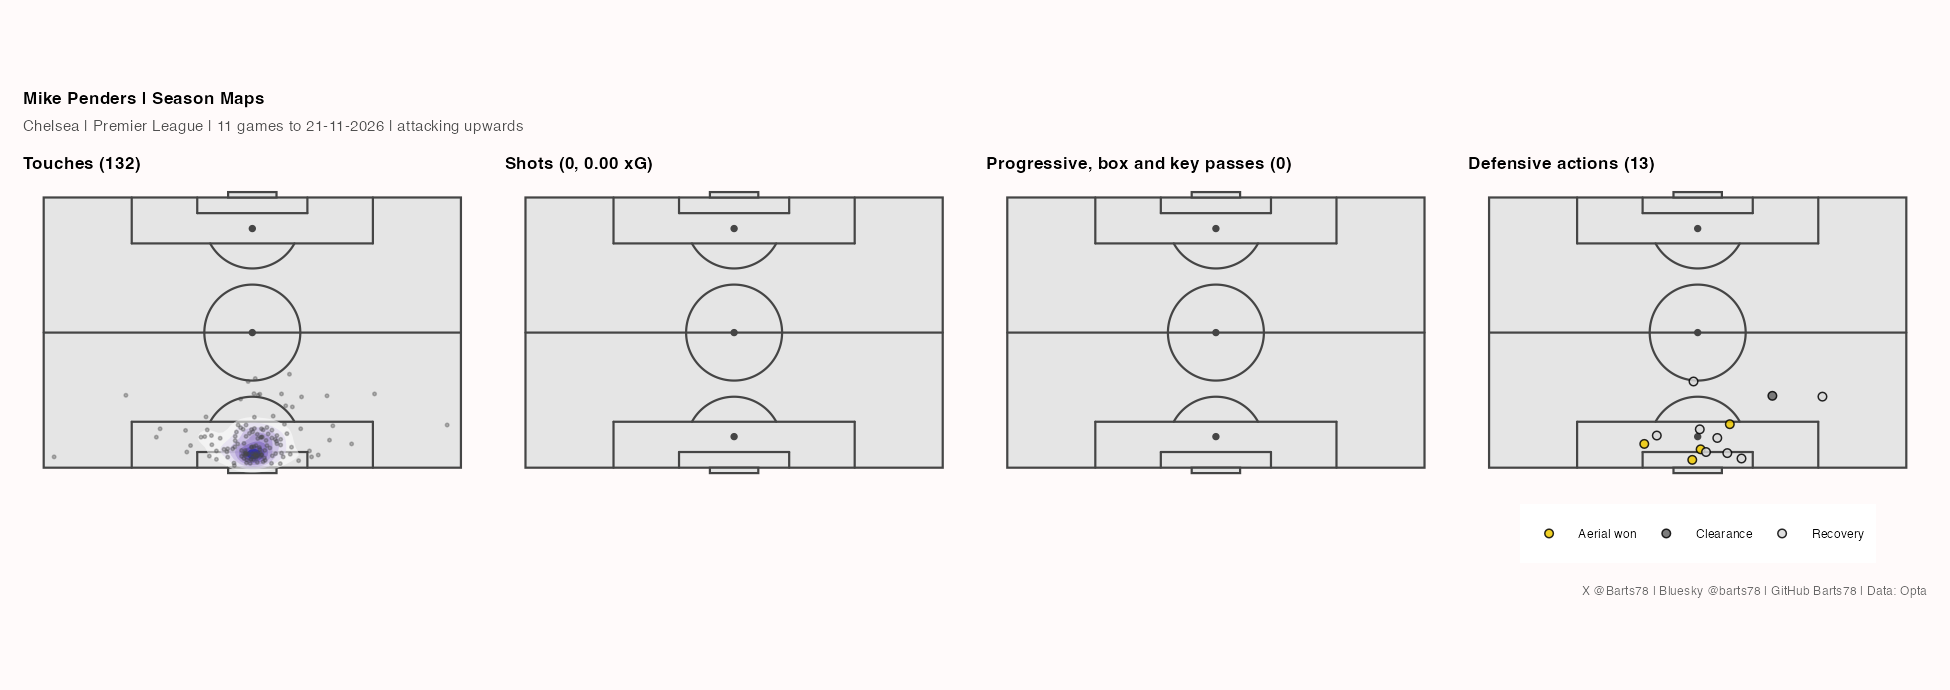 Mike Penders | Season Maps
Chelsea | Premier League | 11 games to 21-11-2026 | attacking upwards
Touches (132)
Shots (0, 0.00 xG)
Progressive, box and key passes (0)
Defensive actions (13)
Aerial won
Clearance
Recovery
X @Barts78 | Bluesky @barts78 | GitHub Barts78 | Data: Opta